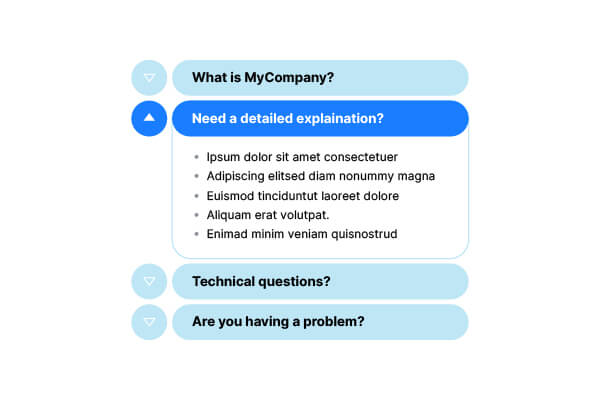 What is MyCompany?
Need a detailed explaination?
Ipsum dolor sit amet consectetuer
Adipiscing elitsed diam nonummy magna
Euismod tinciduntut laoreet dolore
Aliquam erat volutpat.
Enimad minim veniam quisnostrud
Technical questions?
Are you having a problem?